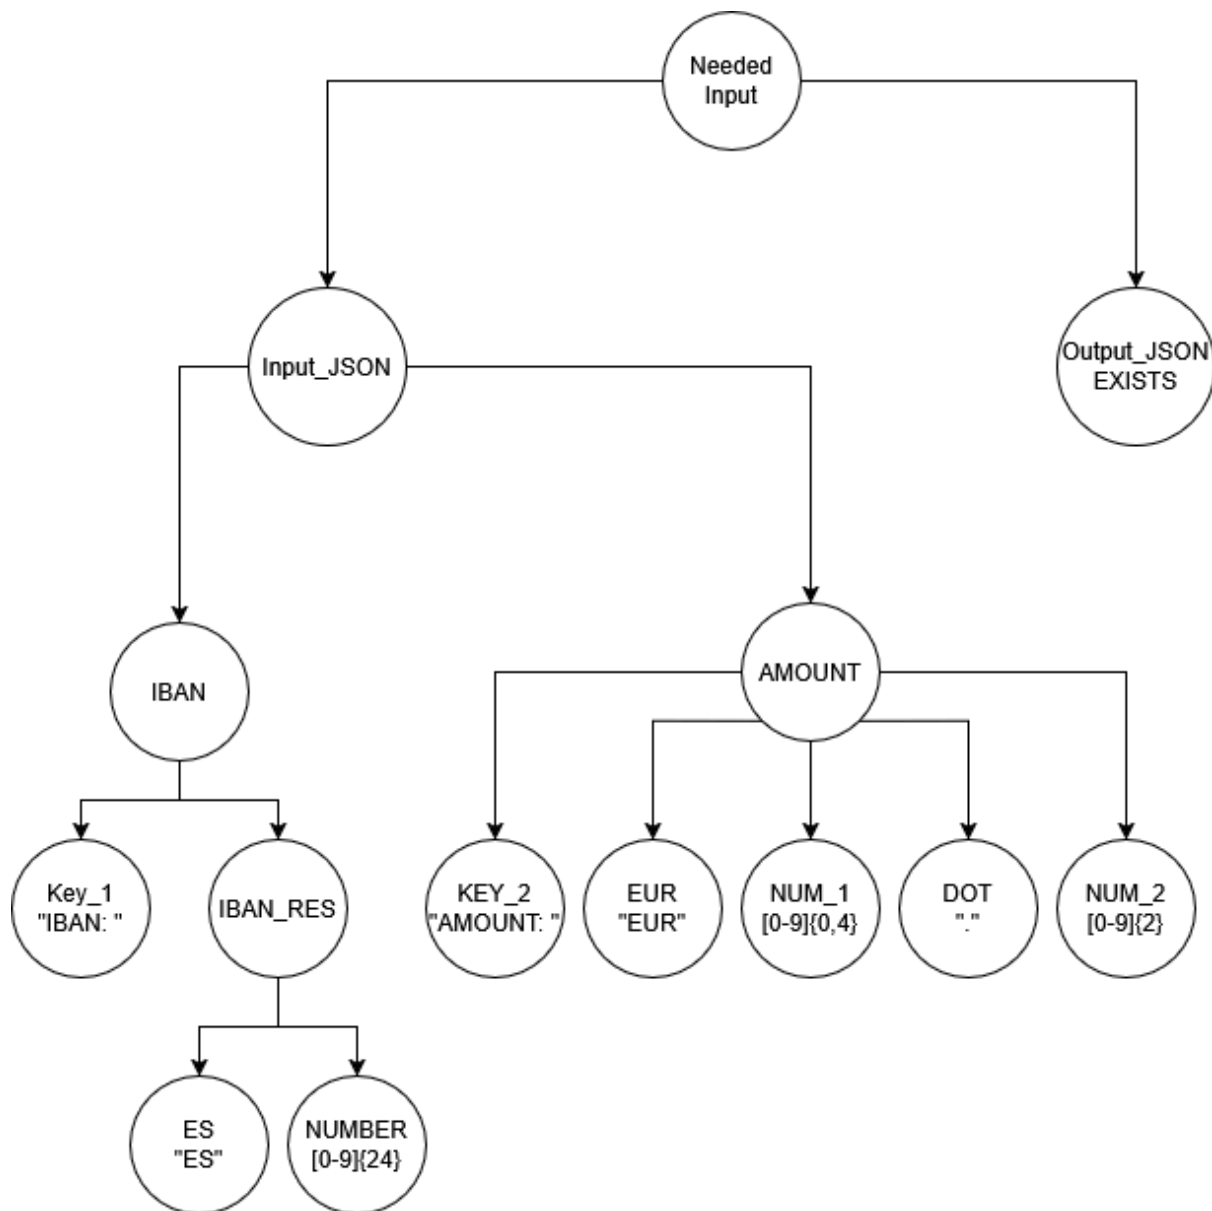 Needed
Input
Input_JSON
Output_JSON
EXISTS
IBAN
AMOUNT
Key_1
"IBAN: "
IBAN_RES
KEY_2
"AMOUNT: "
EUR
"EUR"
NUM_1
[0-9]{0,4}
DOT
"."
NUM_2
[0-9]{2}
ES
"ES"
NUMBER
[0-9]{24}